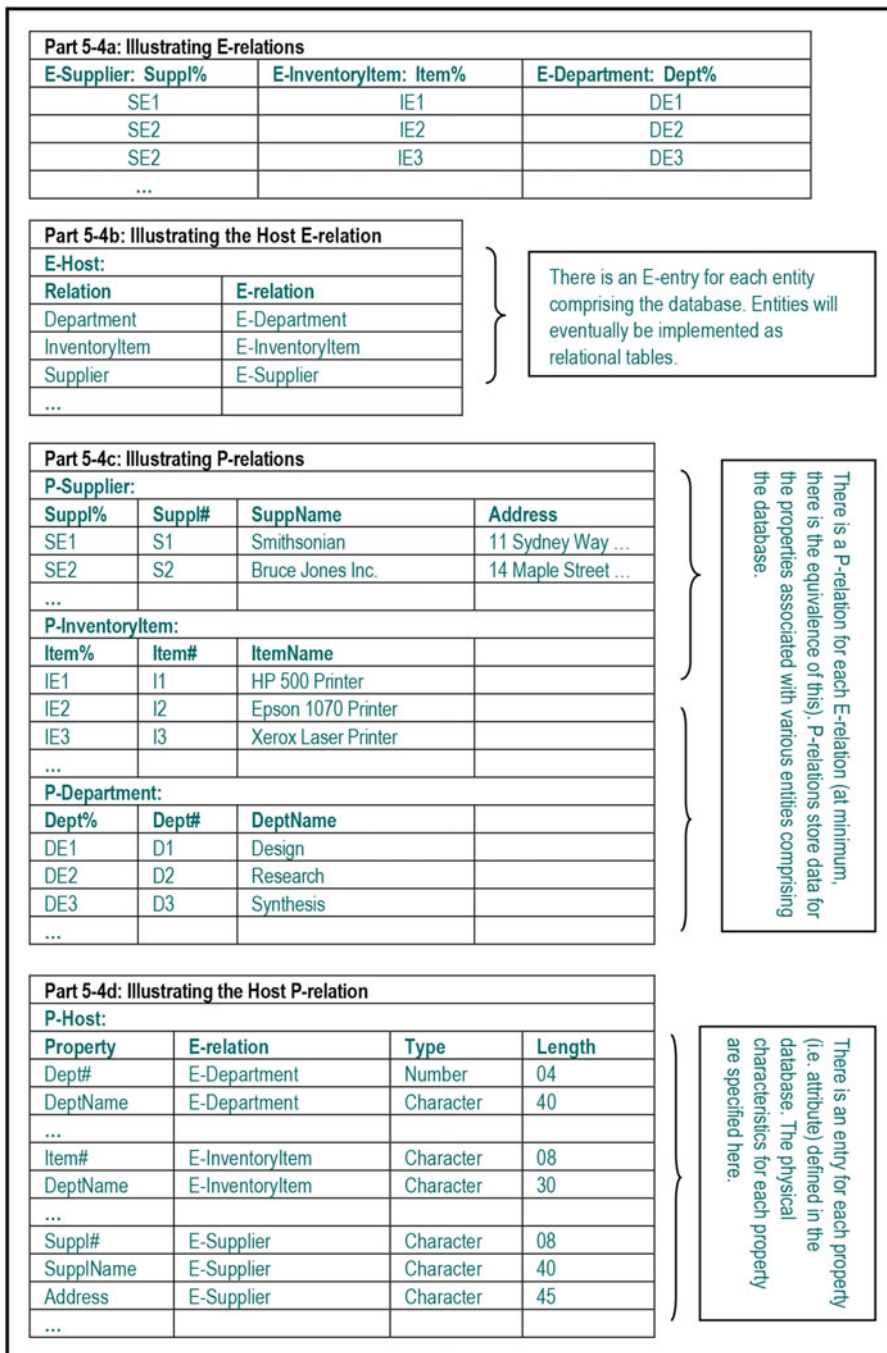 Part 5-4a: Illustrating E-relations
E-Supplier: Suppl% E-InventoryItem: Item% E-Department: Dept%
SE1 IE1 DE1
SE2 IE2 DE2
SE2 IE3 DE3
...
Part 5-4b: Illustrating the Host E-relation
E-Host:
Relation E-relation
Department E-Department
InventoryItem E-InventoryItem
Supplier E-Supplier
...
There is an E-entry for each entity
comprising the database. Entities will
eventually be implemented as
relational tables.
Part 5-4c: Illustrating P-relations
P-Supplier:
Suppl% Suppl# SuppName Address
SE1 S1 Smithsonian 11 Sydney Way ...
SE2 S2 Bruce Jones Inc. 14 Maple Street ...
...
P-InventoryItem:
Item% Item# ItemName
IE1 I1 HP 500 Printer
IE2 I2 Epson 1070 Printer
IE3 I3 Xerox Laser Printer
...
P-Department:
Dept% Dept# DeptName
DE1 D1 Design
DE2 D2 Research
DE3 D3 Synthesis
...
There is a P-relation for each E-relation (at minimum,
there is the equivalence of this). P-relations store data for
the properties associated with various entities comprising
the database.
Part 5-4d: Illustrating the Host P-relation
P-Host:
Property E-relation Type Length
Dept# E-Department Number 04
DeptName E-Department Character 40
...
Item# E-InventoryItem Character 08
DeptName E-InventoryItem Character 30
...
Suppl# E-Supplier Character 08
SupplName E-Supplier Character 40
Address E-Supplier Character 45
...
There is an entry for each property
(i.e. attribute) defined in the
database. The physical
characteristics for each property
are specified here.